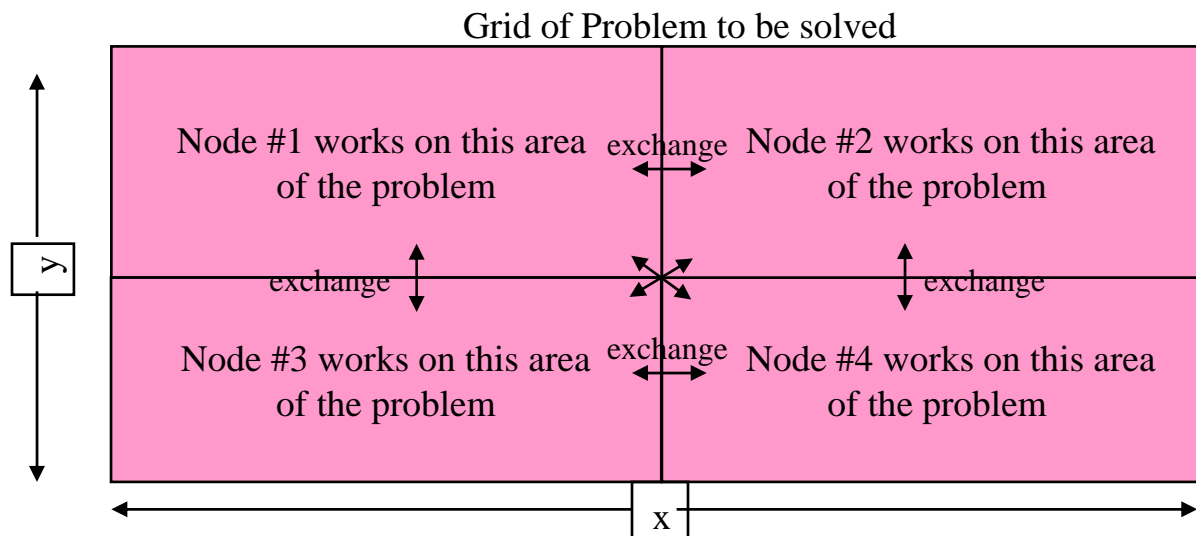 Grid of Problem to be solved
Node #1 works on this area
of the problem
exchange
Node #2 works on this area
of the problem
y
exchange
exchange
Node #3 works on this area
of the problem
exchange
Node #4 works on this area
of the problem
x